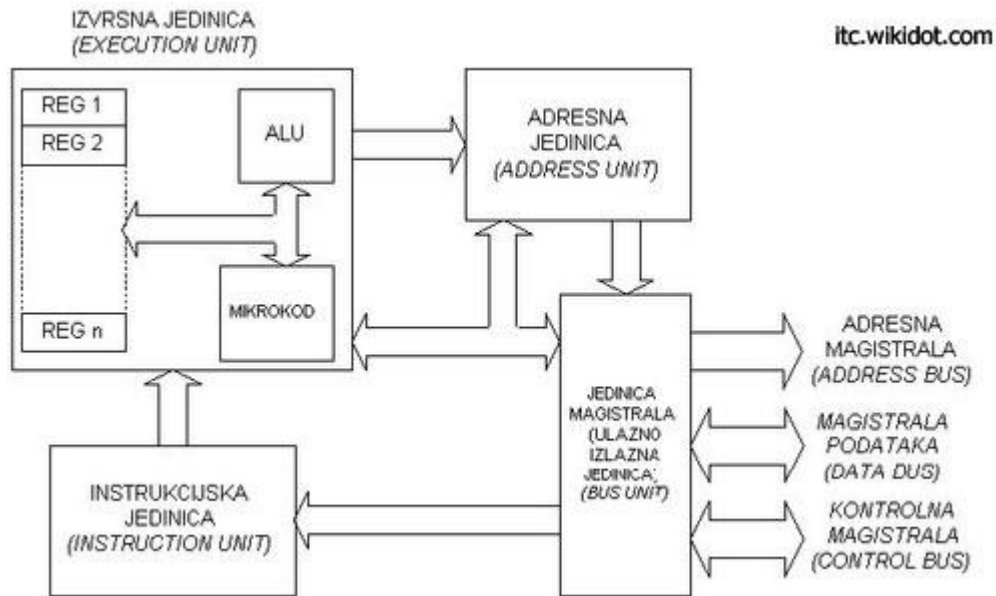 IZVRSNA JEDINICA
(EXECUTION UNIT)
itc.wikidot.com
REG 1
REG 2
REG n
ALU
MIKROKOD
ADRESNA
JEDINICA
(ADDRESS UNIT)
JEDINICA
MAGISTRALA
(ULAZNO
IZLAZNA
JEDINICA;
(BUS UNIT)
ADRESNA
MAGISTRALA
(ADDRESS BUS)
MAGISTRALA
PODATAKA
(DATA DUS)
KONTROLNA
MAGISTRALA
(CONTROL BUS)
INSTRUKCIJSKA
JEDINICA
(INSTRUCTION UNIT)